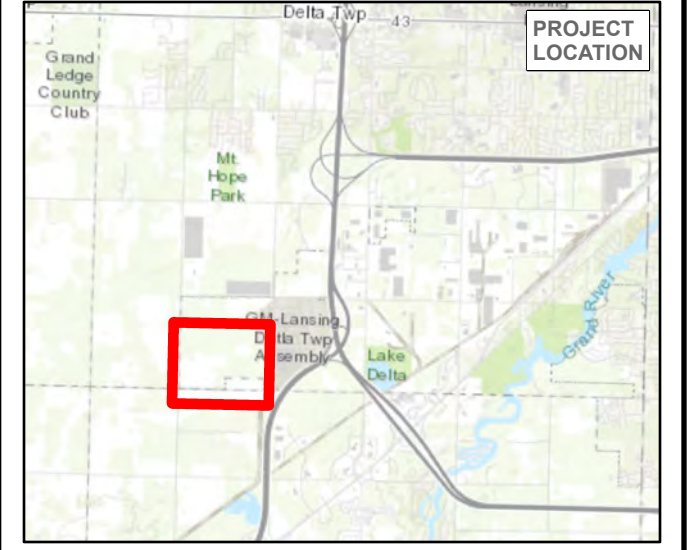 Delta Twp
43
PROJECT
LOCATION
Grand
Ledge
Country
Club
Mt.
Hope
Park
GM-Lansing
Delta Twp
Assembly
Lake
Delta
Grand River